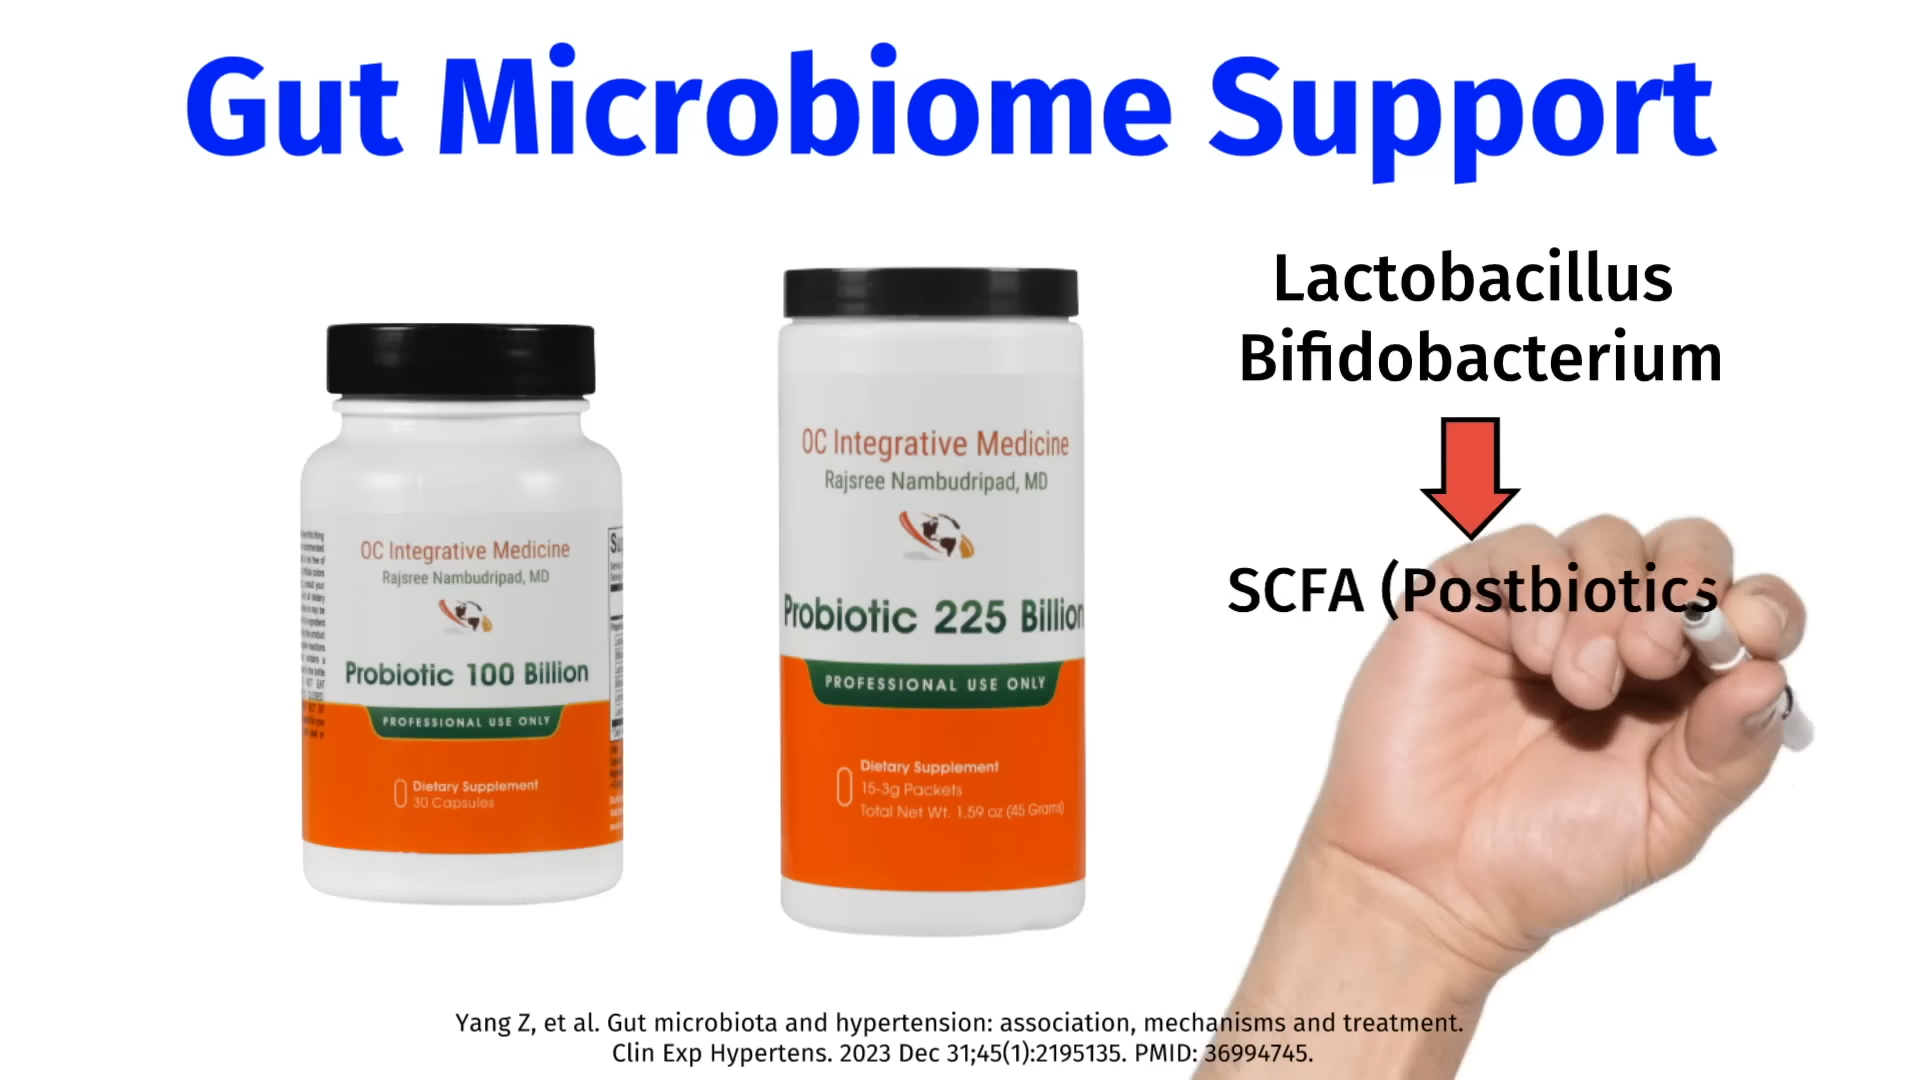 Gut Microbiome Support
OC Integrative Medicine
Rajsree Nambudripad, MD
Probiotic 100 Billion
PROFESSIONAL USE ONLY
Dietary Supplement
30 Capsules
OC Integrative Medicine
Rajsree Nambudripad, MD
Probiotic 225 Billion
PROFESSIONAL USE ONLY
Dietary Supplement
15-3g Packets
Total Net Wt. 1.59 oz (45 Grams)
Lactobacillus
Bifidobacterium
SCFA (Postbiotics
Yang Z, et al. Gut microbiota and hypertension: association, mechanisms and treatment.
Clin Exp Hypertens. 2023 Dec 31;45(1):2195135. PMID: 36994745.